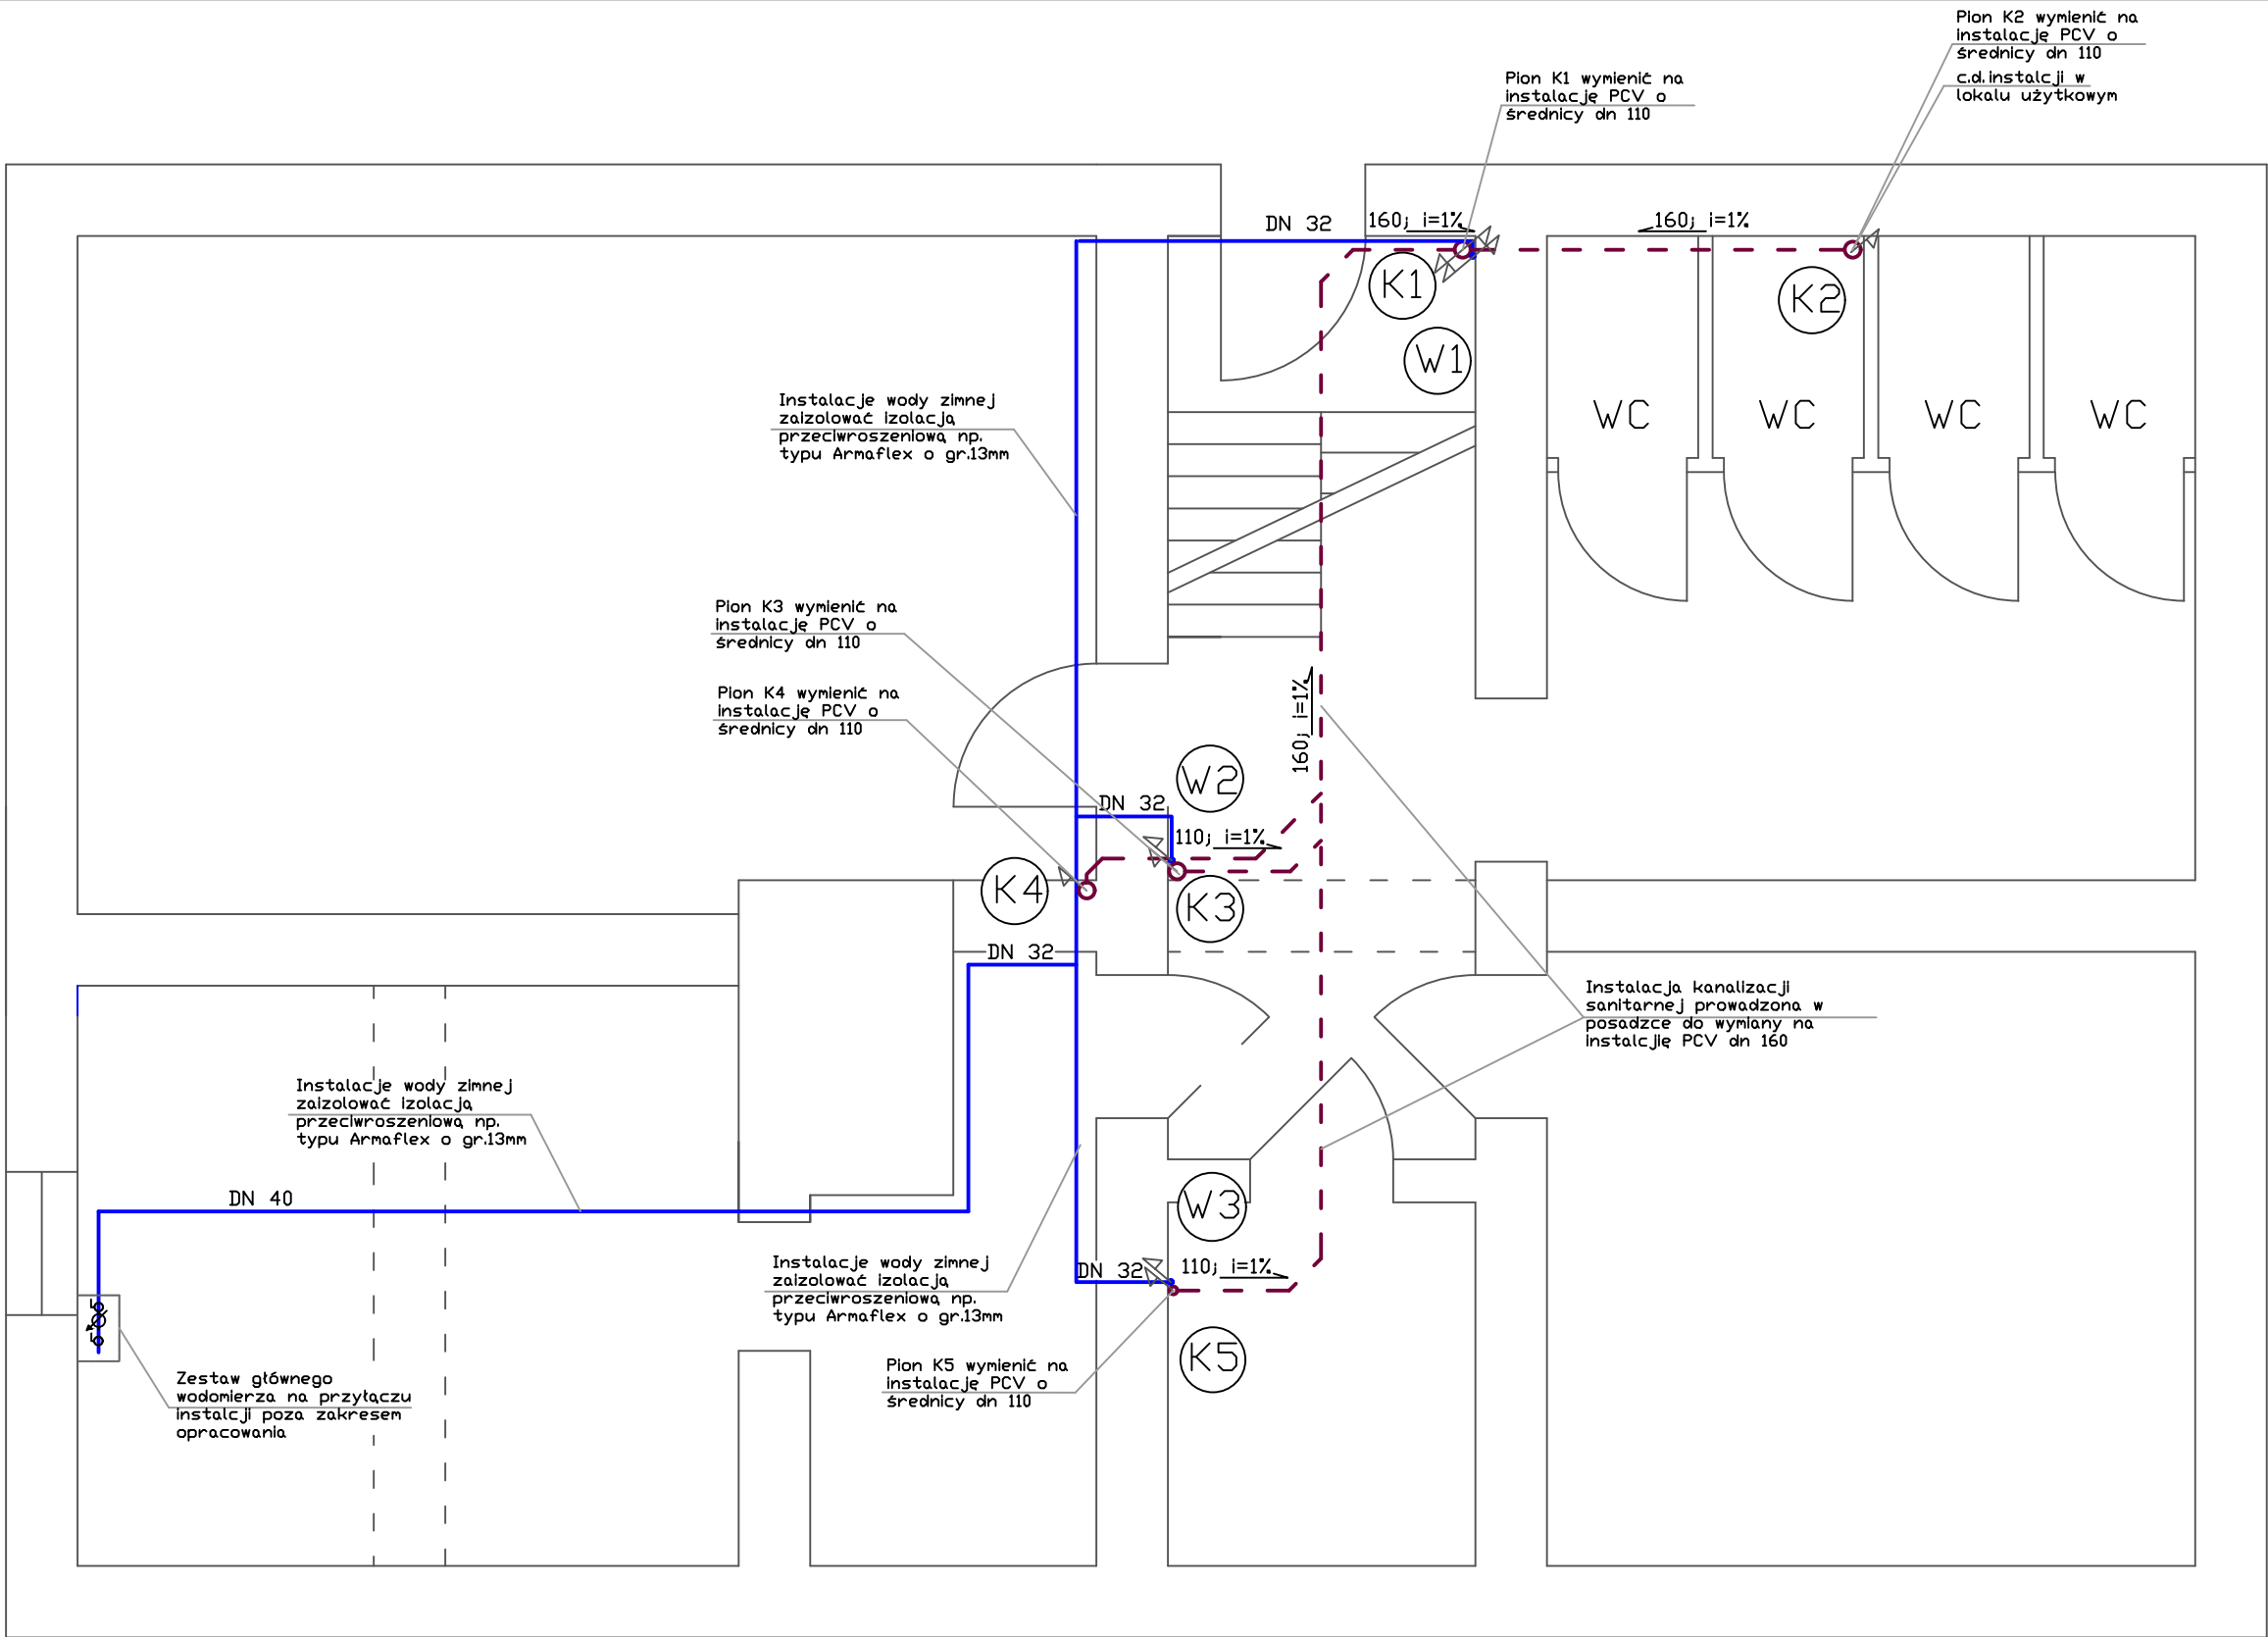 Pion K2 wymienić na
instalację PCV o
średnicy dn 110
c.d.instalcji w
lokalu użytkowym
Pion K1 wymienić na
instalację PCV o
średnicy dn 110
DN 32
160; i=1%
160; i=1%
K1
K2
W1
WC
WC
WC
WC
Instalacje wody zimnej
zaizolować izolacją
przeciwroszeniową np.
typu Armaflex o gr.13mm
Pion K3 wymienić na
instalację PCV o
średnicy dn 110
Pion K4 wymienić na
instalację PCV o
średnicy dn 110
160; i=1%
W2
DN 32
110; i=1%
K4
K3
DN 32
Instalacja kanalizacji
sanitarnej prowadzona w
posadzce do wymiany na
instalcjię PCV dn 160
Instalacje wody zimnej
zaizolować izolacją
przeciwroszeniową np.
typu Armaflex o gr.13mm
DN 40
W3
Instalacje wody zimnej
zaizolować izolacją
przeciwroszeniową np.
typu Armaflex o gr.13mm
DN 32
110; i=1%
K5
Pion K5 wymienić na
instalację PCV o
średnicy dn 110
Zestaw głównego
wodomierza na przyłączu
instalcji poza zakresem
opracowania